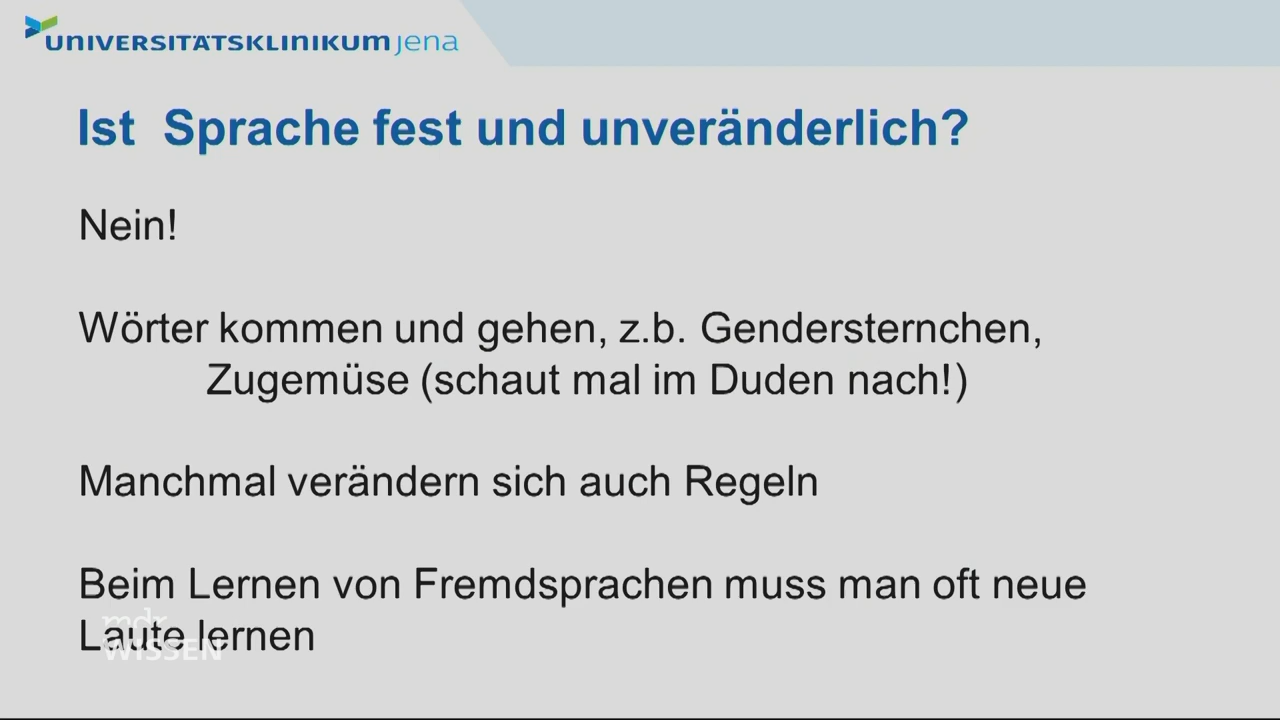 UNIVERSITÄTSKLINIKUM jena
Ist Sprache fest und unveränderlich?
Nein!
Wörter kommen und gehen, z.b. Gendersternchen,
Zugemüse (schaut mal im Duden nach!)
Manchmal verändern sich auch Regeln
Beim Lernen von Fremdsprachen muss man oft neue
Laute lernen
mdr
WISSEN